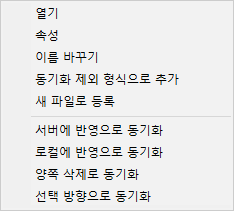 열기
속성
이름 바꾸기
동기화 제외 형식으로 추가
새 파일로 등록
서버에 반영으로 동기화
로컬에 반영으로 동기화
양쪽 삭제로 동기화
선택 방향으로 동기화